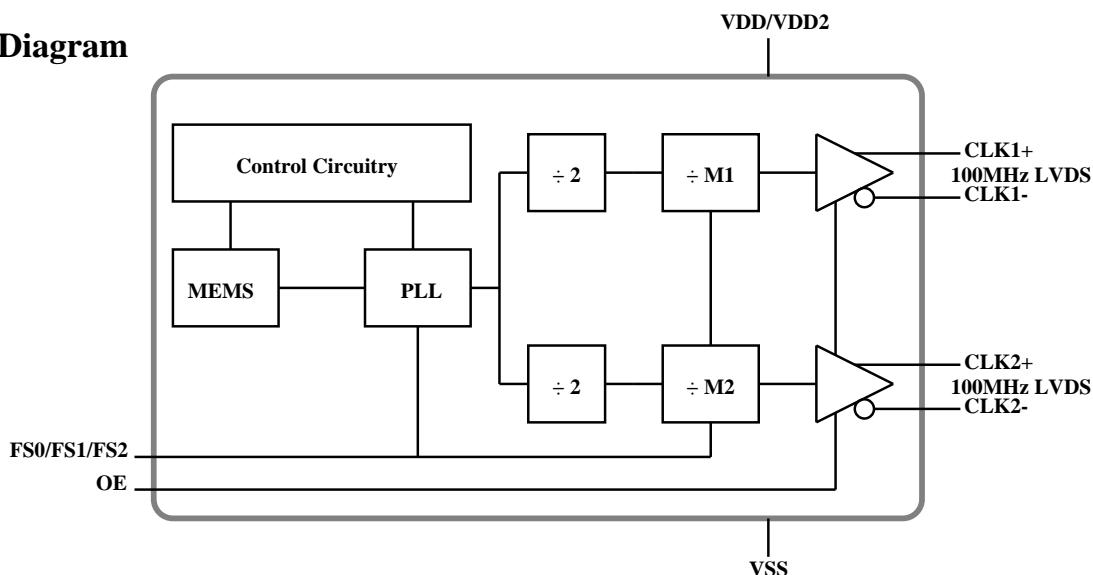 Diagram
VDD/VDD2
Control Circuitry
÷ 2
÷ M1
CLK1+
100MHz LVDS
CLK1-
MEMS
PLL
÷ 2
÷ M2
CLK2+
100MHz LVDS
CLK2-
FS0/FS1/FS2
OE
VSS